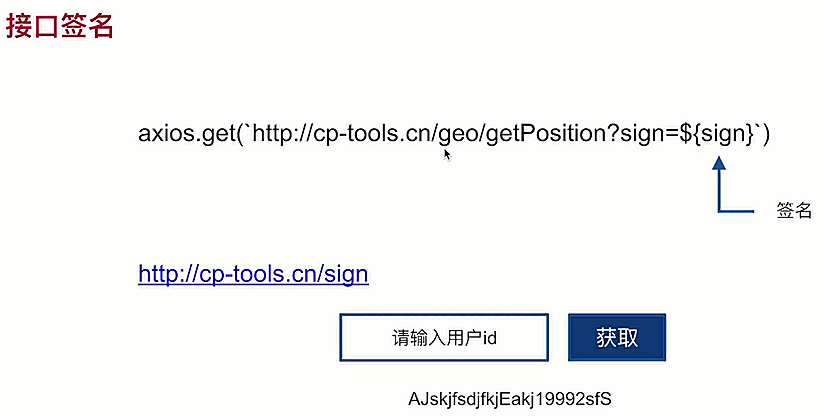 接口签名
axios.get(`http://cp-tools.cn/geo/getPosition?sign=${sign}`)
签名
http://cp-tools.cn/sign
请输入用户id
获取
AJskjfsdjfkjEakj19992sfS